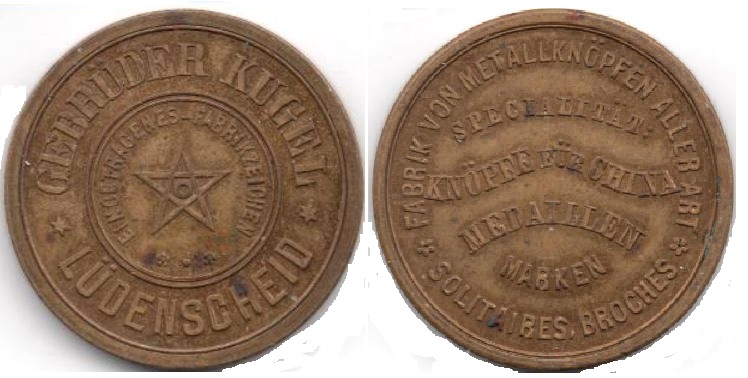 GEBRÜDER KUGEL
LÜDENSCHEID
EINGETRAGENES-FABRIKZEICHEN
FABRIK VON METALLKNÖPFEN ALLER ART
SPECIALITÄT:
KNÖPFE FÜR CHINA
MEDAILLEN
MARKEN
SOLITAIRES, BROCHES